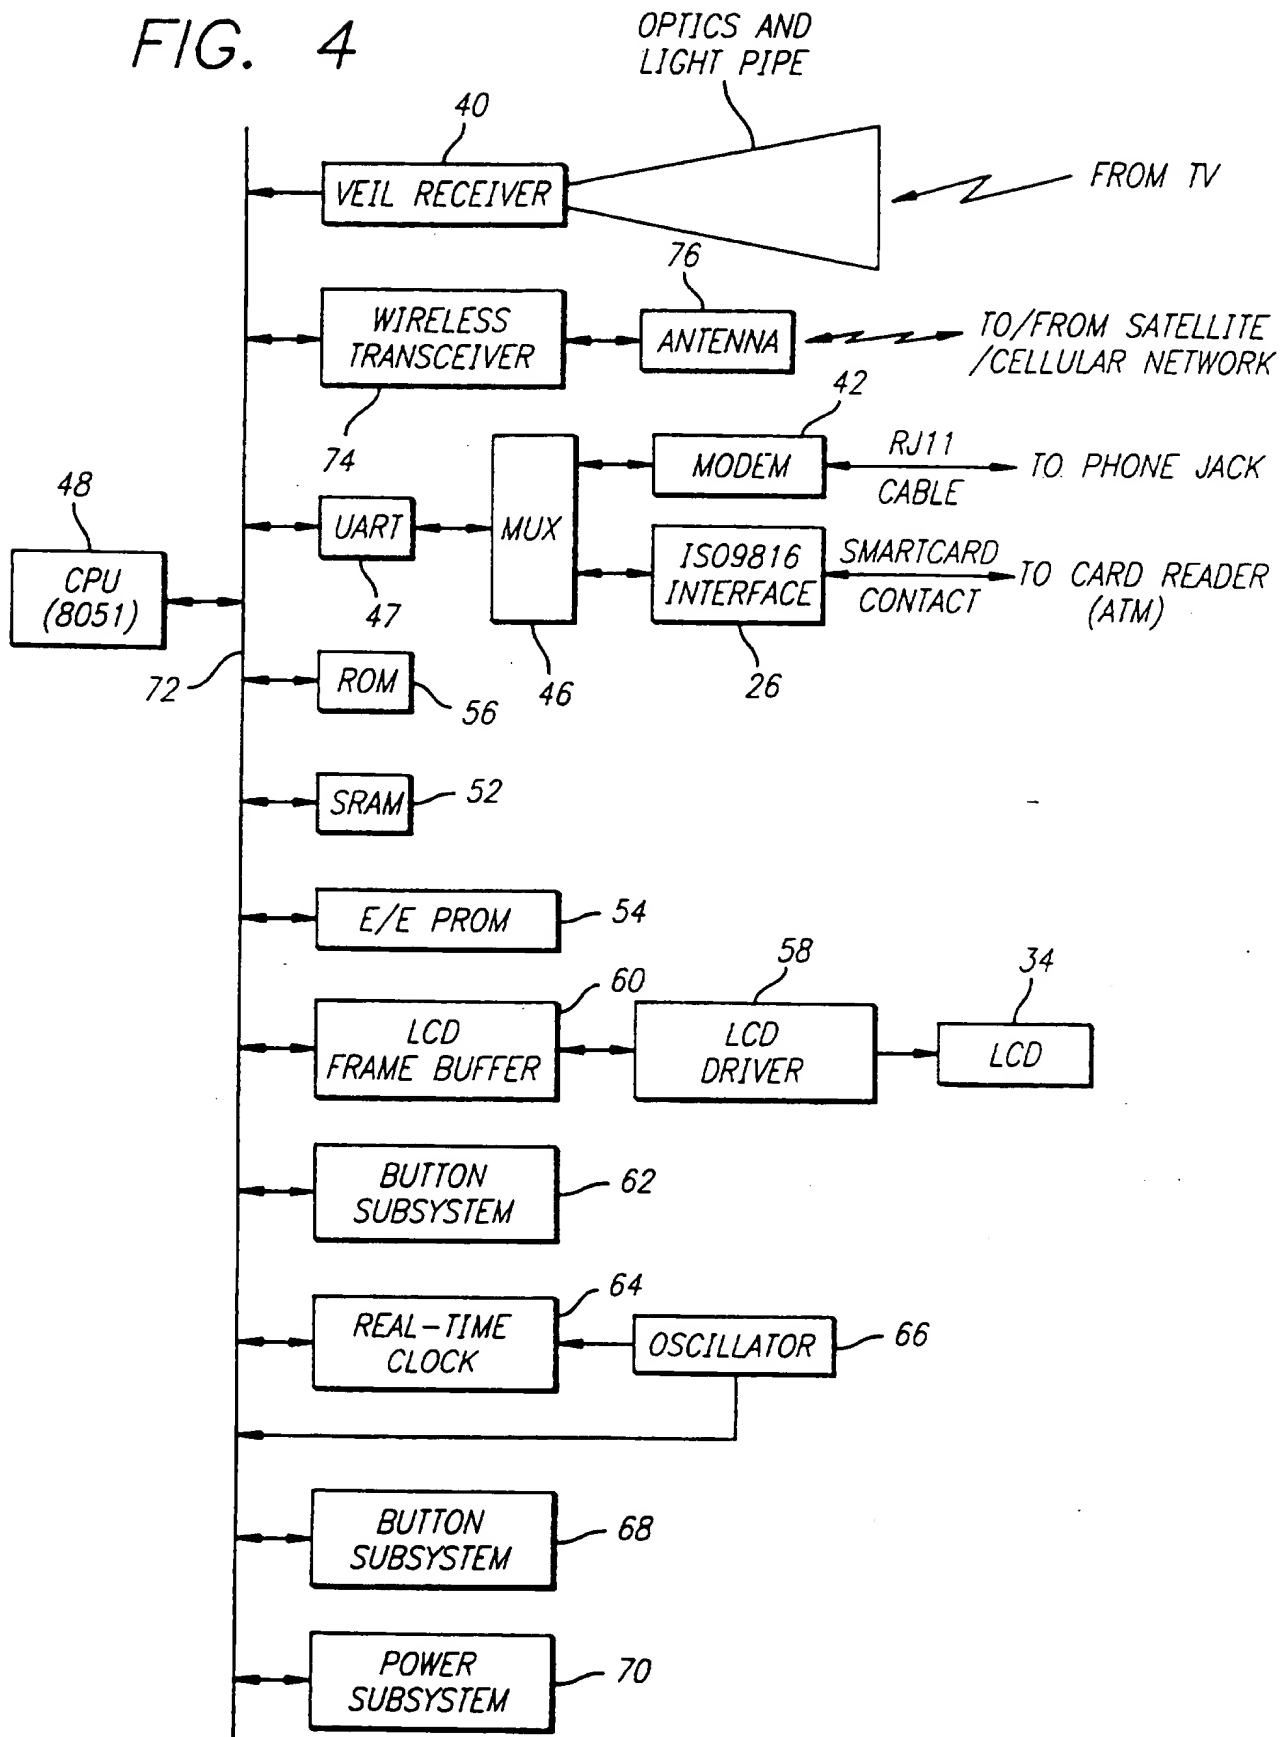 FIG. 4
OPTICS AND
LIGHT PIPE
40
VEIL RECEIVER
FROM TV
76
WIRELESS
TRANSCEIVER
ANTENNA
TO/FROM SATELLITE
/CELLULAR NETWORK
74
42
MODEM
RJ11
CABLE
TO PHONE JACK
48
CPU
(8051)
UART
47
MUX
46
ISO9816
INTERFACE
SMARTCARD
CONTACT
TO CARD READER
(ATM)
26
72
ROM
56
SRAM
52
E/E PROM
54
60
LCD
FRAME BUFFER
58
LCD
DRIVER
34
LCD
BUTTON
SUBSYSTEM
62
64
REAL-TIME
CLOCK
OSCILLATOR
66
BUTTON
SUBSYSTEM
68
POWER
SUBSYSTEM
70